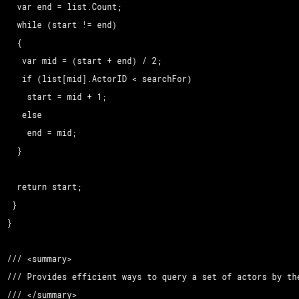 var end = list.Count;
while (start != end)
{
var mid = (start + end) / 2;
if (list[mid].ActorID < searchFor)
start = mid + 1;
else
end = mid;
}
return start;
}
}
/// <summary>
/// Provides efficient ways to query a set of actors by the
/// </summary>